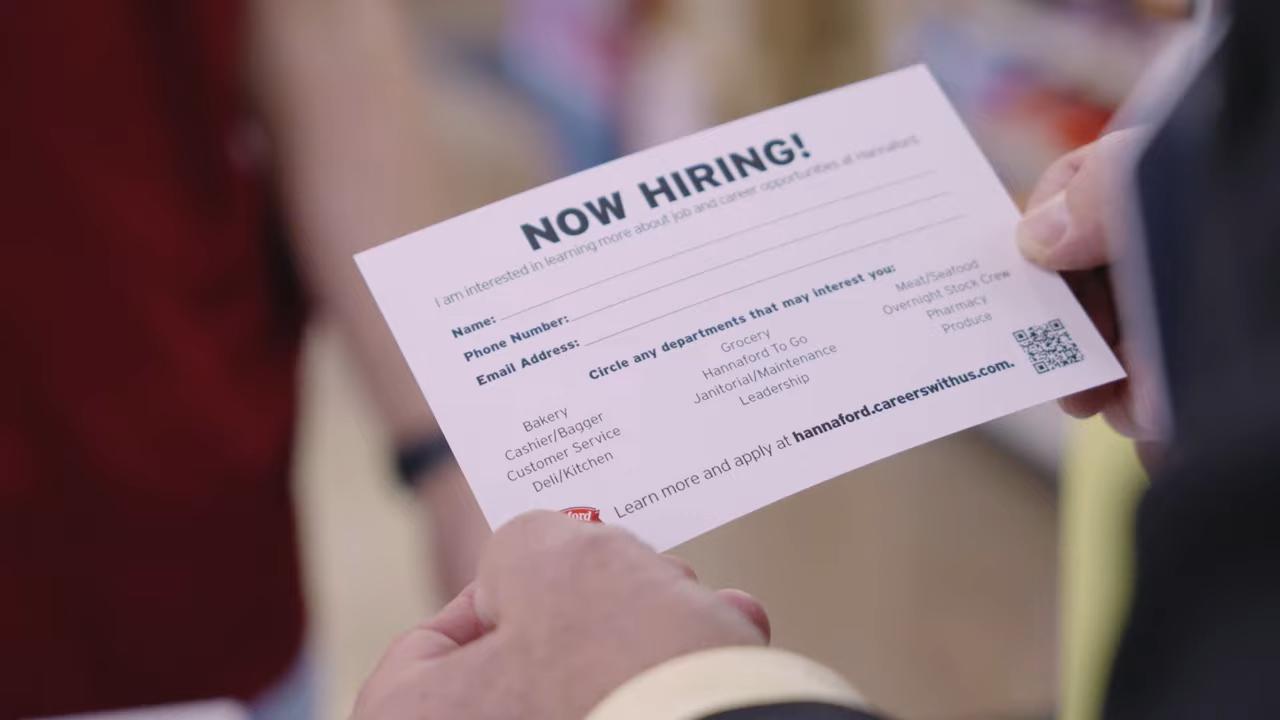 NOW HIRING!
I am interested in learning more about job and career opportunities at Hannaford.
Name:
Phone Number:
Email Address:
Circle any departments that may interest you:
Bakery
Cashier/Bagger
Customer Service
Deli/Kitchen
Grocery
Hannaford To Go
Janitorial/Maintenance
Leadership
Meat/Seafood
Overnight Stock Crew
Pharmacy
Produce
Learn more and apply at hannaford.careerswithus.com.